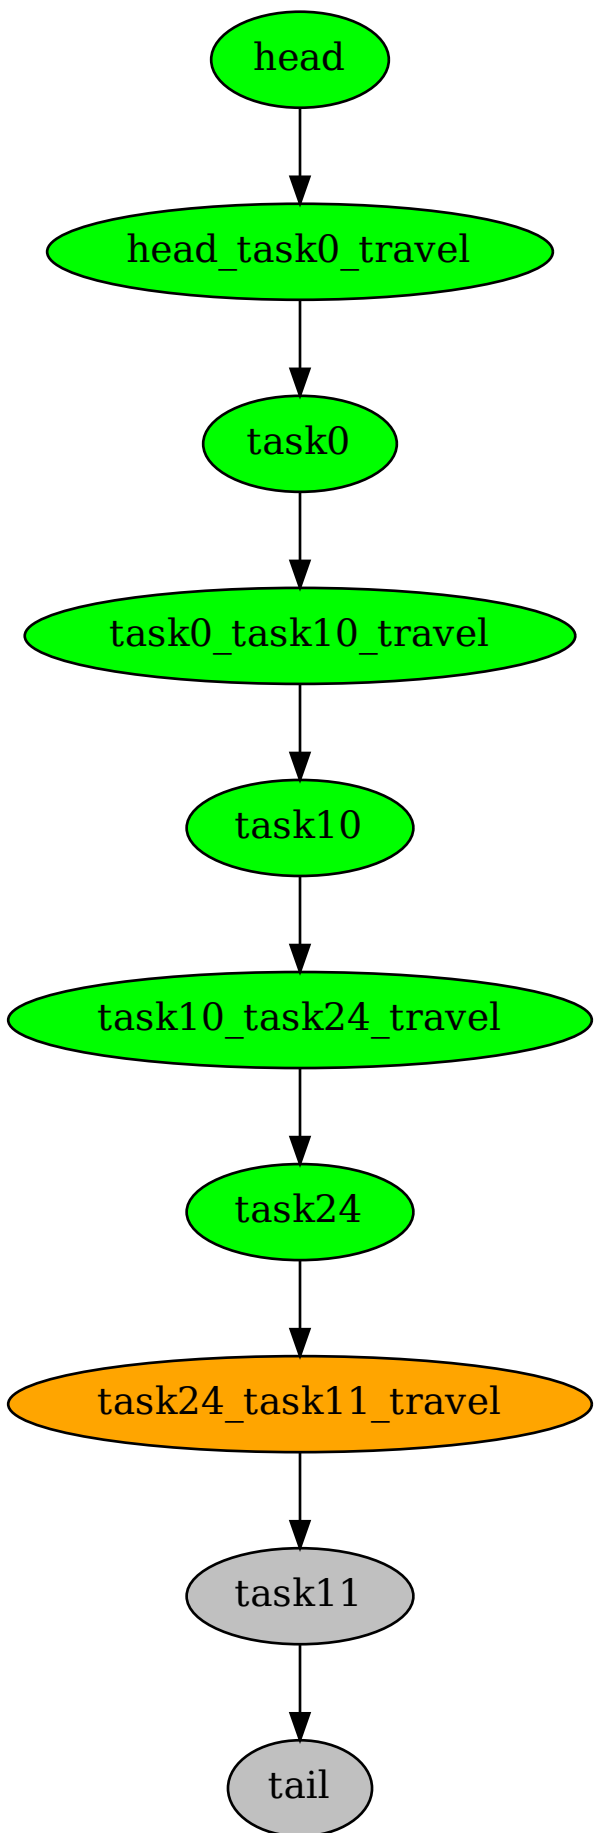 head
head_task0_travel
task0
task0_task10_travel
task10
task10_task24_travel
task24
task24_task11_travel
task11
tail